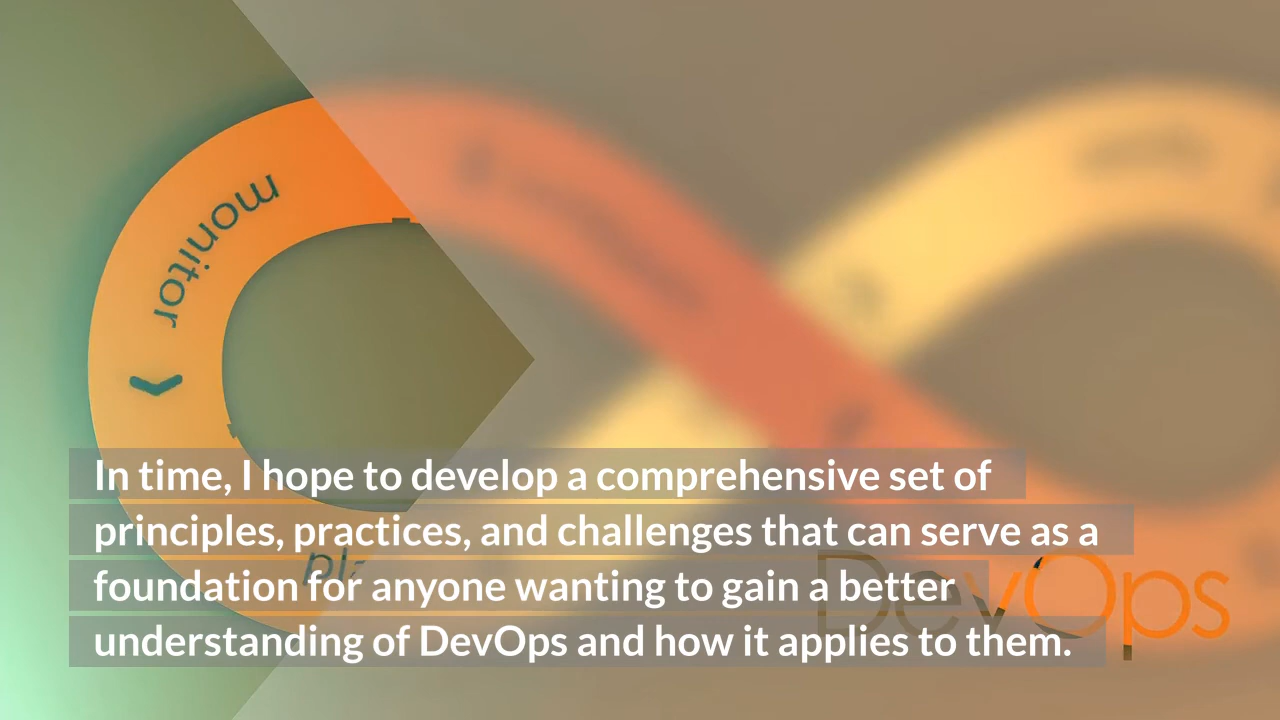 monitor
In time, I hope to develop a comprehensive set of
principles, practices, and challenges that can serve as a
foundation for anyone wanting to gain a better
understanding of DevOps and how it applies to them.
DevOps